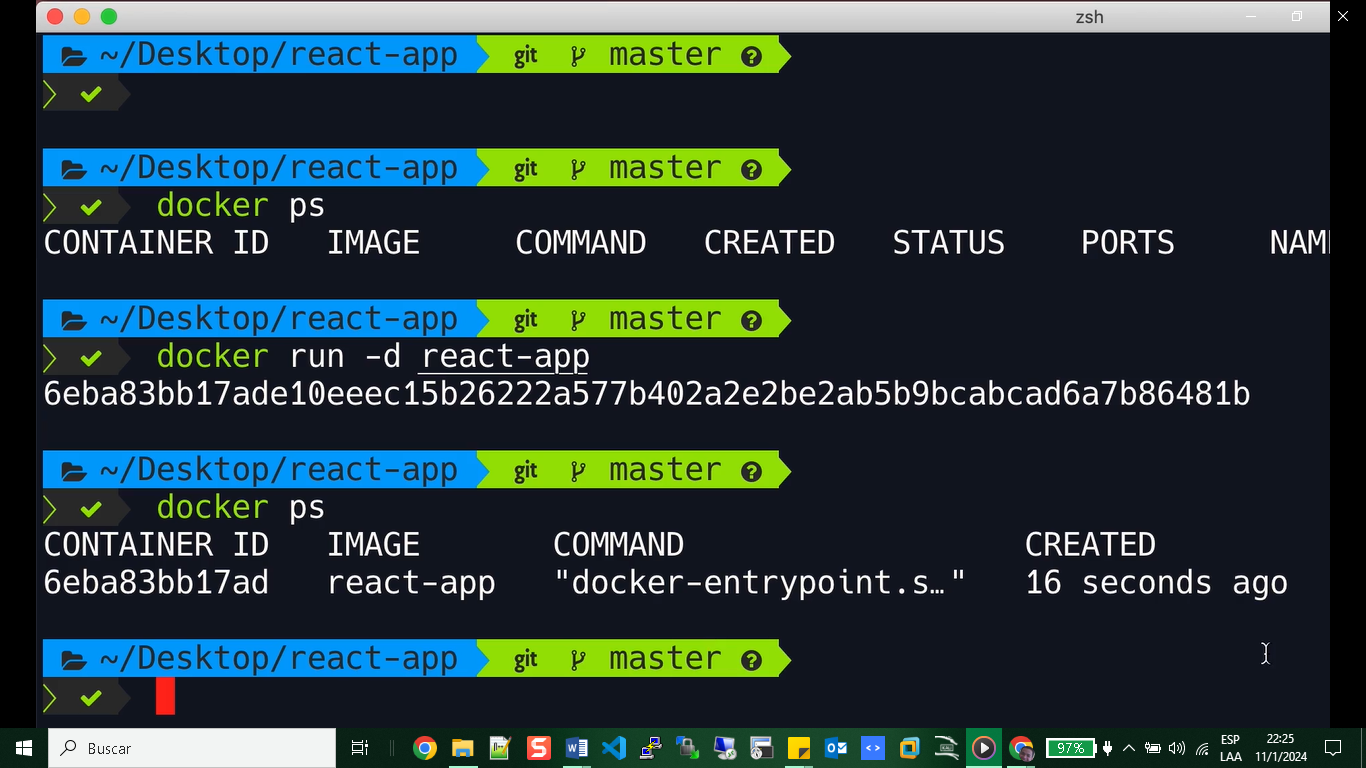 zsh
~/Desktop/react-app git master
~/Desktop/react-app git master
docker ps
CONTAINER ID IMAGE COMMAND CREATED STATUS PORTS NAM
~/Desktop/react-app git master
docker run -d react-app
6eba83bb17ade10eeec15b26222a577b402a2e2be2ab5b9bcabcad6a7b86481b
~/Desktop/react-app git master
docker ps
CONTAINER ID IMAGE COMMAND CREATED
6eba83bb17ad react-app "docker-entrypoint.s…" 16 seconds ago
~/Desktop/react-app git master
Buscar
97%
ESP
LAA
22:25
11/1/2024